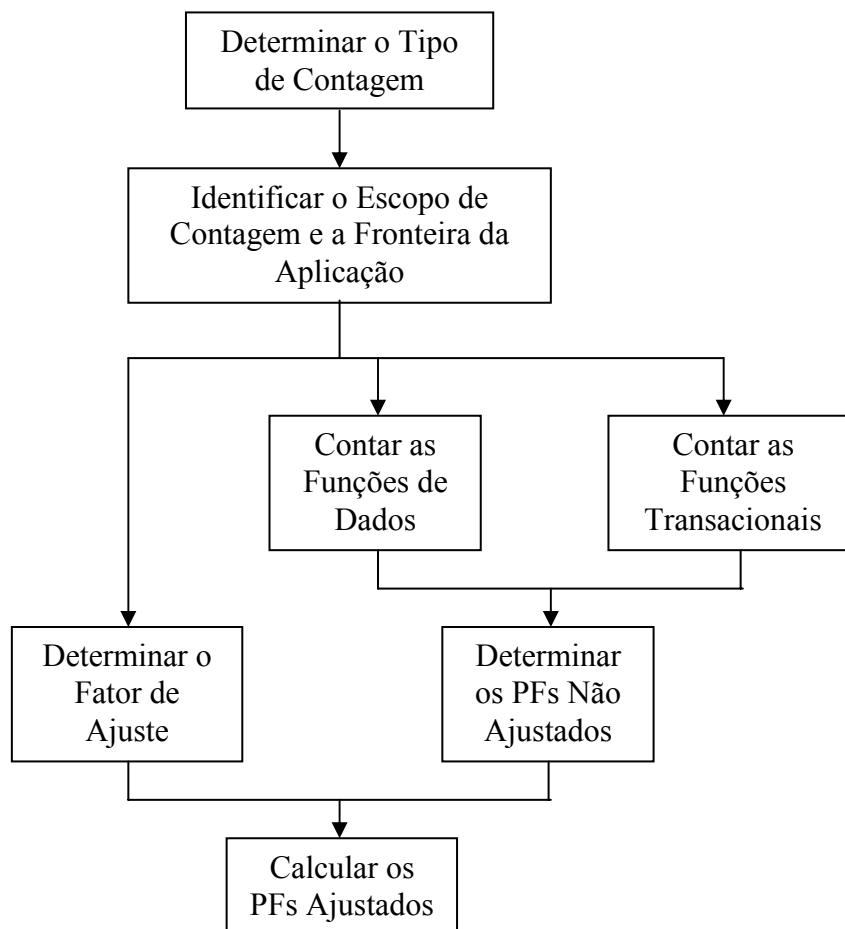 Determinar o Tipo
de Contagem
Identificar o Escopo de
Contagem e a Fronteira da
Aplicação
Contar as
Funções de
Dados
Contar as
Funções
Transacionais
Determinar o
Fator de
Ajuste
Determinar
os PFs Não
Ajustados
Calcular os
PFs Ajustados